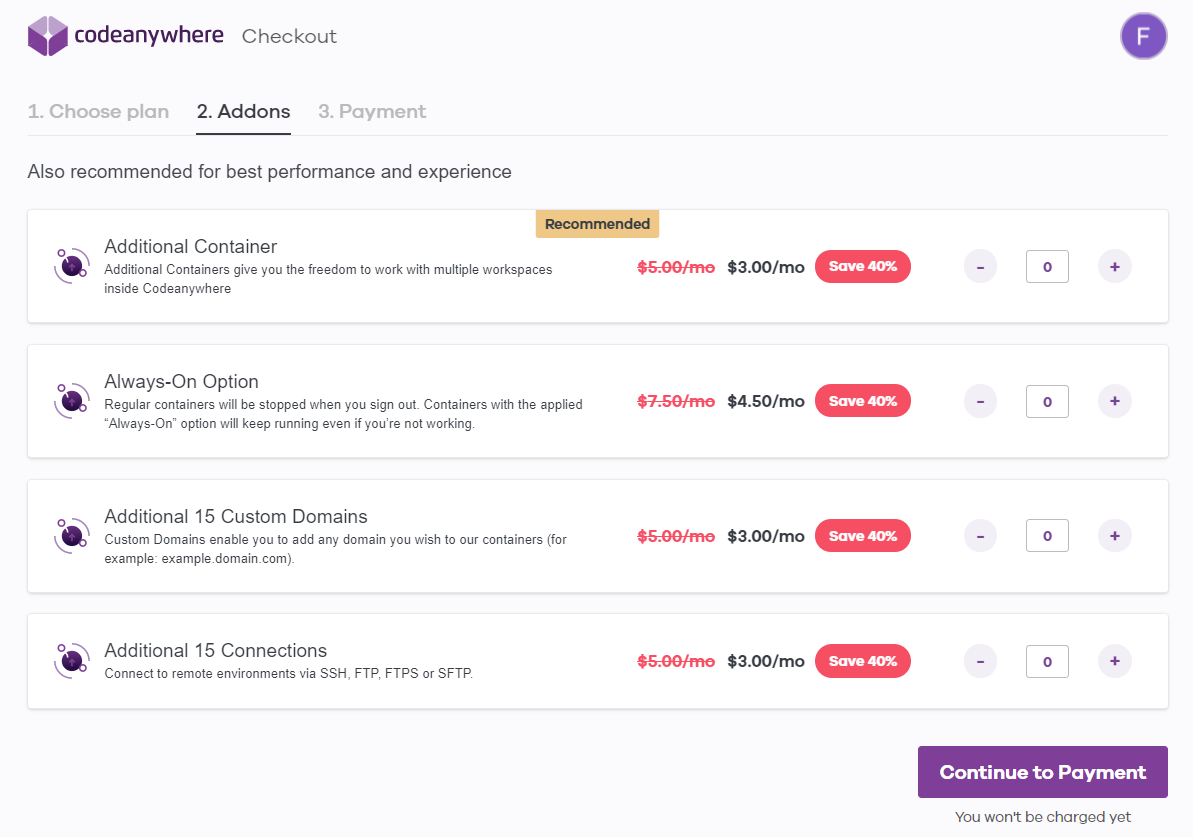 codeanywhere Checkout
F
1. Choose plan 2. Addons 3. Payment
Also recommended for best performance and experience
Recommended
Additional Container
Additional Containers give you the freedom to work with multiple workspaces
inside Codeanywhere
$5.00/mo $3.00/mo Save 40% - 0 +
Always-On Option
Regular containers will be stopped when you sign out. Containers with the applied
“Always-On” option will keep running even if you’re not working.
$7.50/mo $4.50/mo Save 40% - 0 +
Additional 15 Custom Domains
Custom Domains enable you to add any domain you wish to our containers (for
example: example.domain.com).
$5.00/mo $3.00/mo Save 40% - 0 +
Additional 15 Connections
Connect to remote environments via SSH, FTP, FTPS or SFTP.
$5.00/mo $3.00/mo Save 40% - 0 +
Continue to Payment
You won't be charged yet